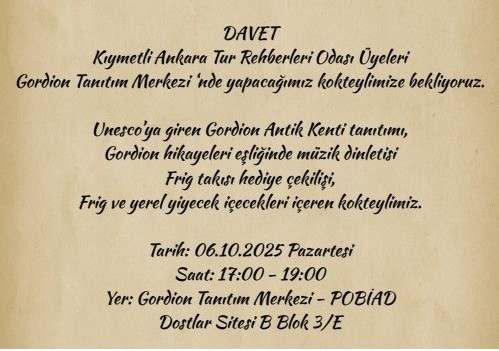 DAVET
Kıymetli Ankara Tur Rehberleri Odası Üyeleri
Gordion Tanıtım Merkezi ‘nde yapacağımız kokteylimize bekliyoruz.
Unesco'ya giren Gordion Antik Kenti tanıtımı,
Gordion hikayeleri eşliğinde müzik dinletisi
Frig takısı hediye çekilişi,
Frig ve yerel yiyecek içecekleri içeren kokteylimiz.
Tarih: 06.10.2025 Pazartesi
Saat: 17:00 - 19:00
Yer: Gordion Tanıtım Merkezi - POBİAD
Dostlar Sitesi B Blok 3/E